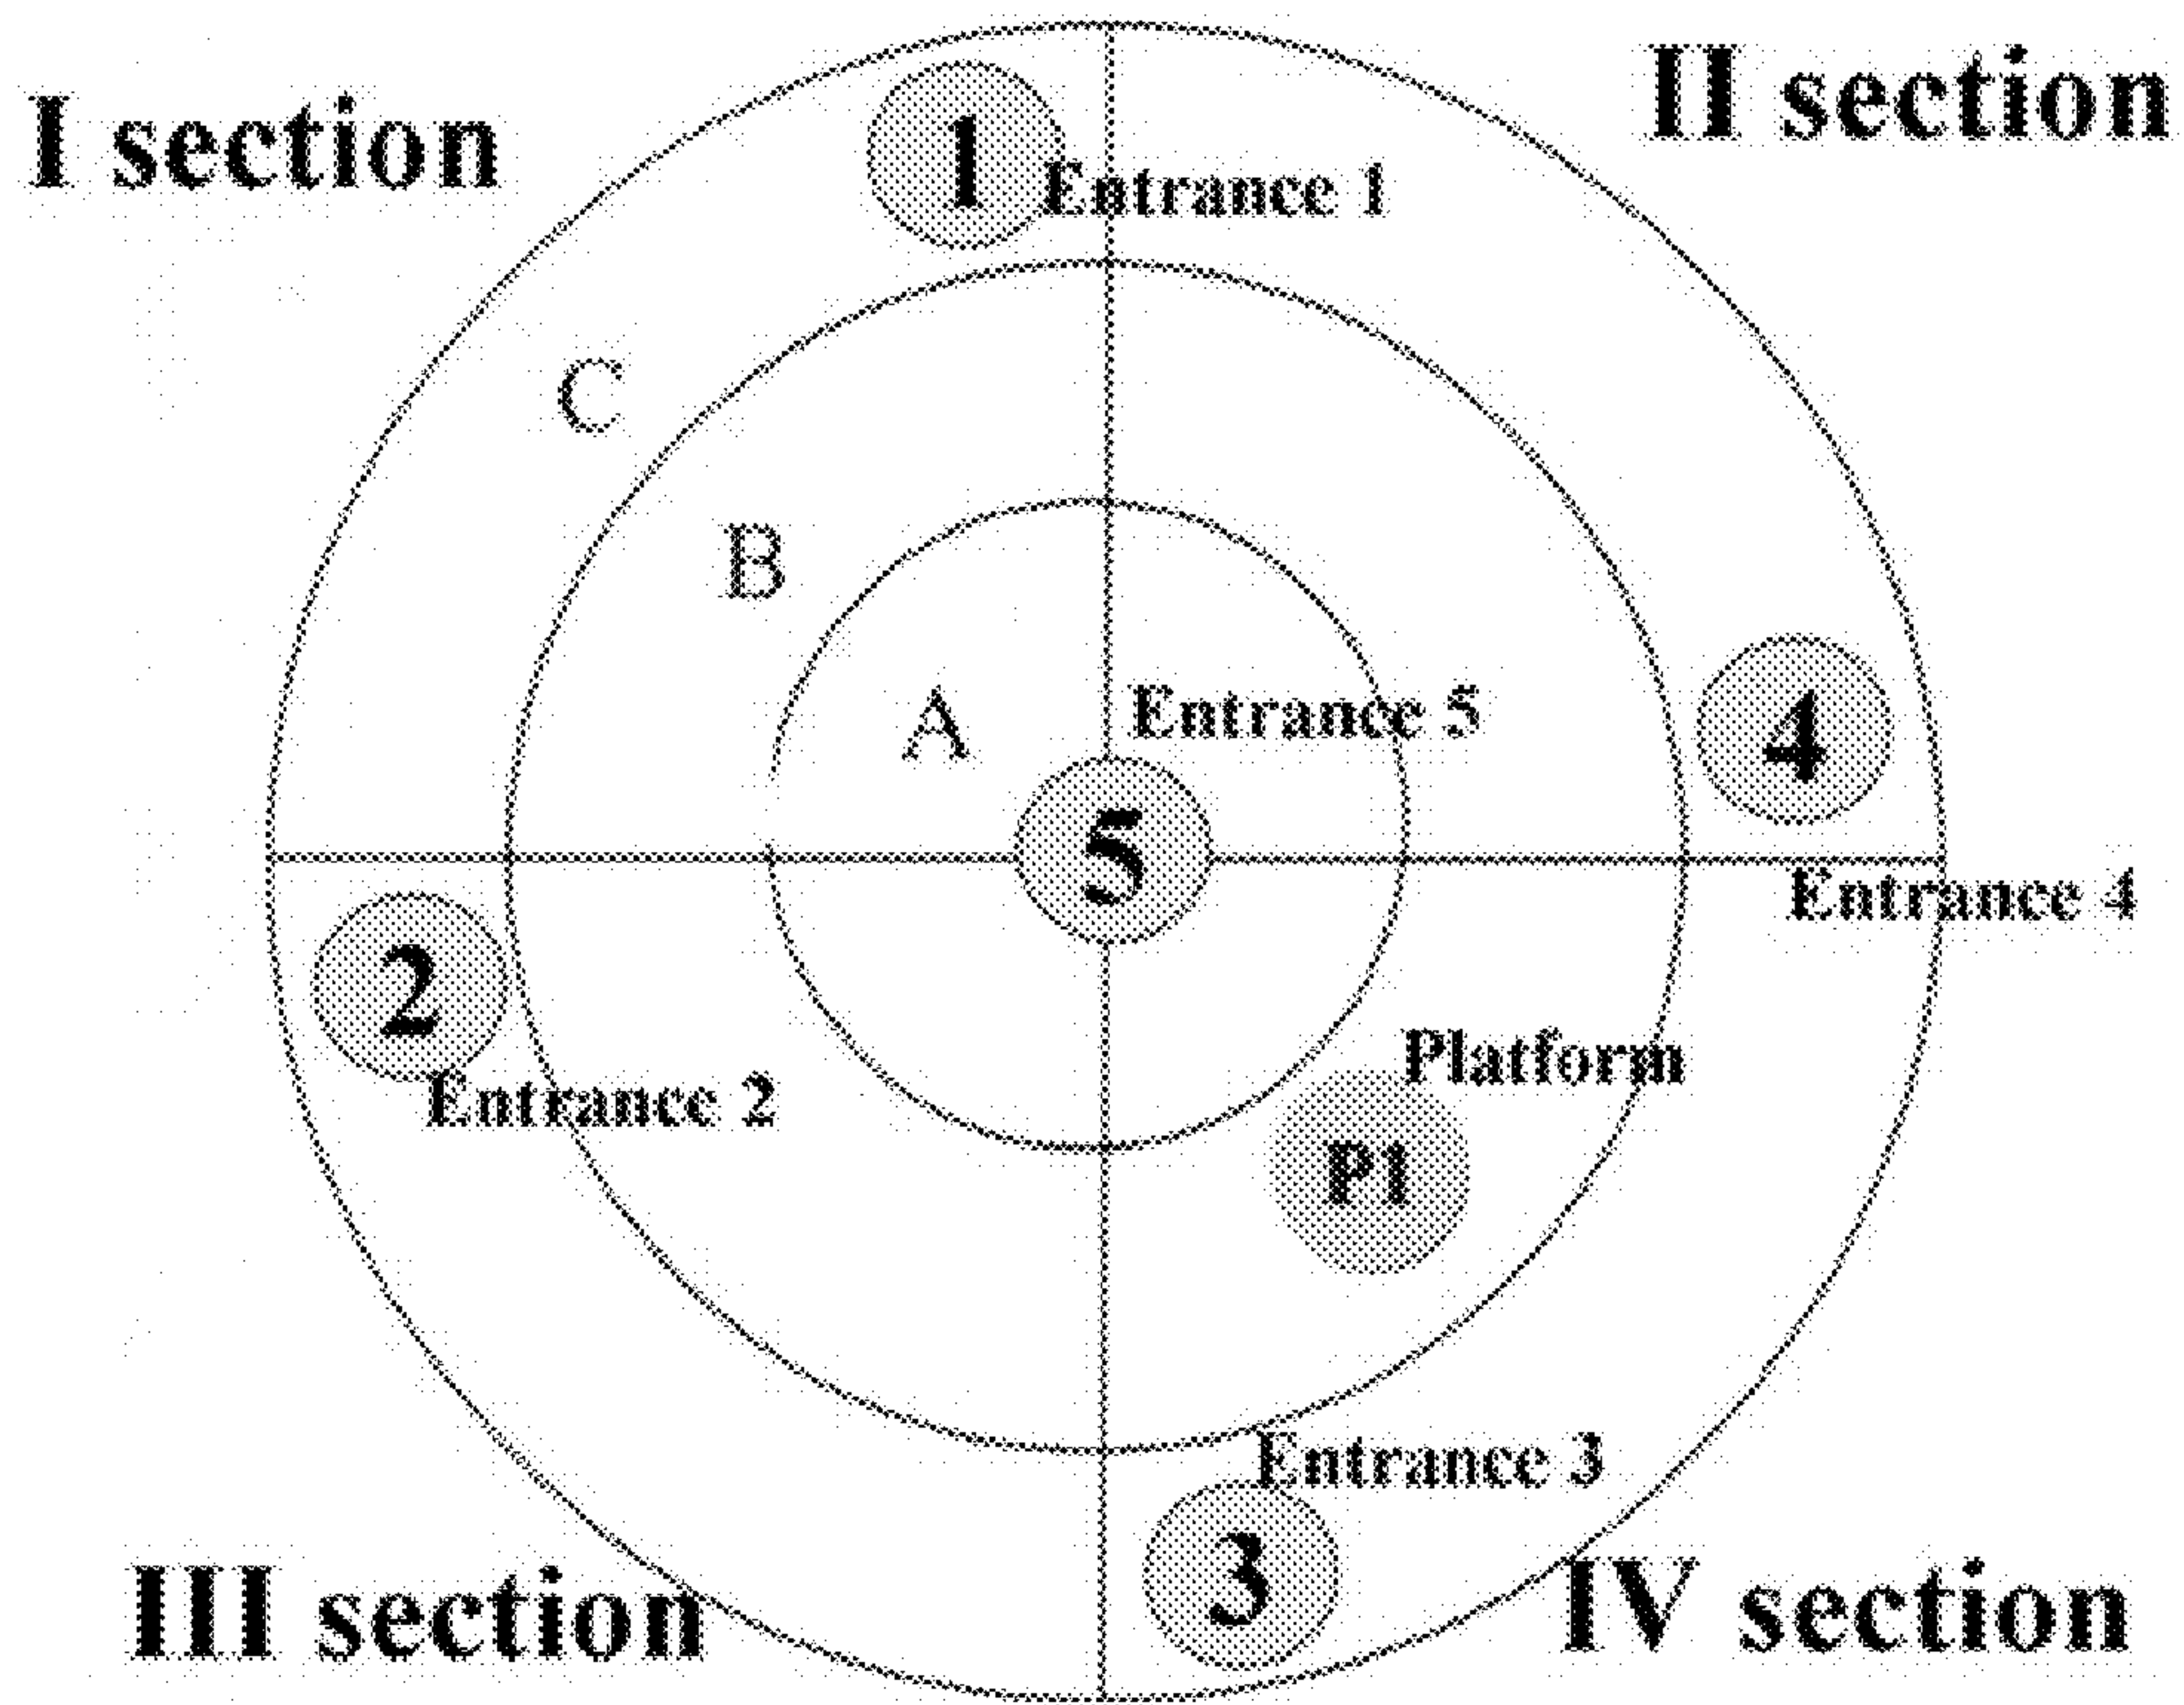 I section
II section
1
Entrance 1
C
B
A
Entrance 5
4
5
Entrance 4
2
Entrance 2
Platform
Pl
Entrance 3
3
III section
IV section